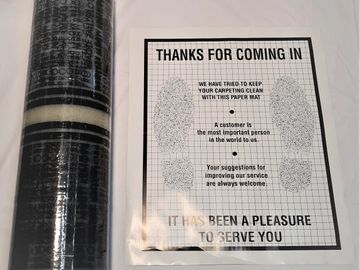 THANKS FOR COMING IN
WE HAVE TRIED TO KEEP
YOUR CARPETING CLEAN
WITH THIS PAPER MAT
A customer is
the most important person
in the world to us.
Your suggestions for
improving our service
are always welcome.
IT HAS BEEN A PLEASURE
TO SERVE YOU